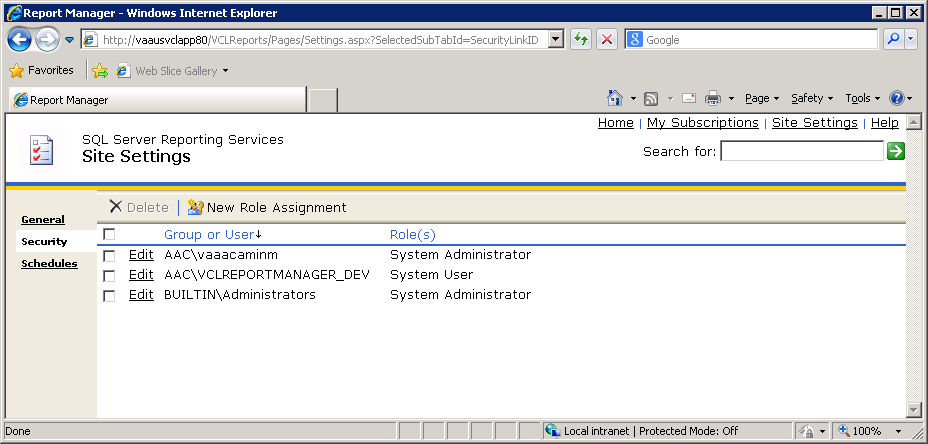 Report Manager - Windows Internet Explorer
http://vaausvclapp80/VCLReports/Pages/Settings.aspx?SelectedSubTabId=SecurityLinkID
Google
Favorites
Web Slice Gallery
Report Manager
Page
Safety
Tools
Home | My Subscriptions | Site Settings | Help
SQL Server Reporting Services
Site Settings
Search for:
General
Security
Schedules
Delete | New Role Assignment
Group or User↓ Role(s)
Edit AAC\vaaacaminm System Administrator
Edit AAC\VCLREPORTMANAGER_DEV System User
Edit BUILTIN\Administrators System Administrator
Done
Local intranet | Protected Mode: Off
100%